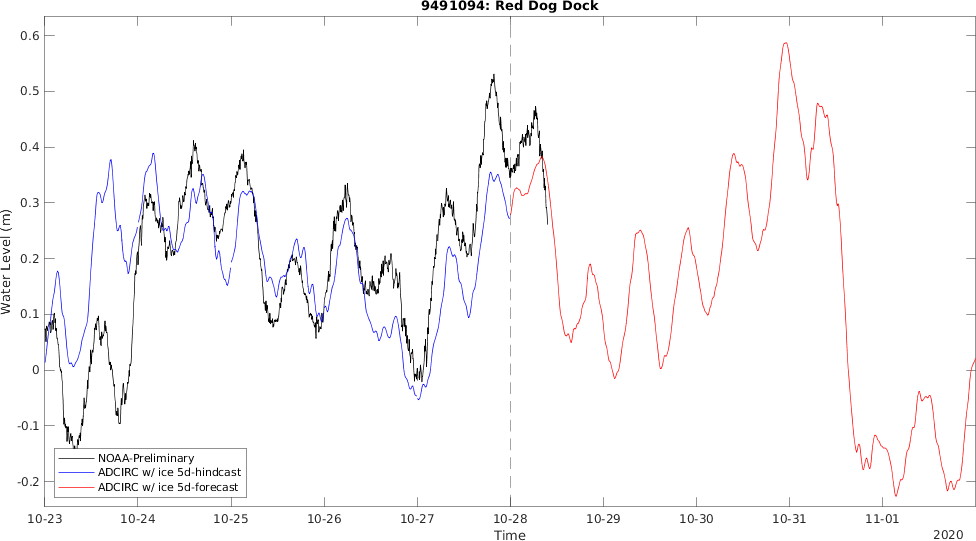 9491094: Red Dog Dock
Water Level (m)
0.6
0.5
0.4
0.3
0.2
0.1
0
-0.1
-0.2
NOAA-Preliminary
ADCIRC w/ ice 5d-hindcast
ADCIRC w/ ice 5d-forecast
10-23 10-24 10-25 10-26 10-27 10-28 10-29 10-30 10-31 11-01
Time
2020